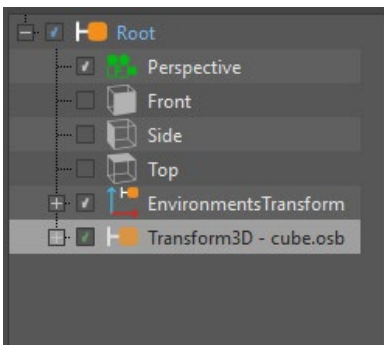 Root
Perspective
Front
Side
Top
EnvironmentsTransform
Transform3D - cube.osb